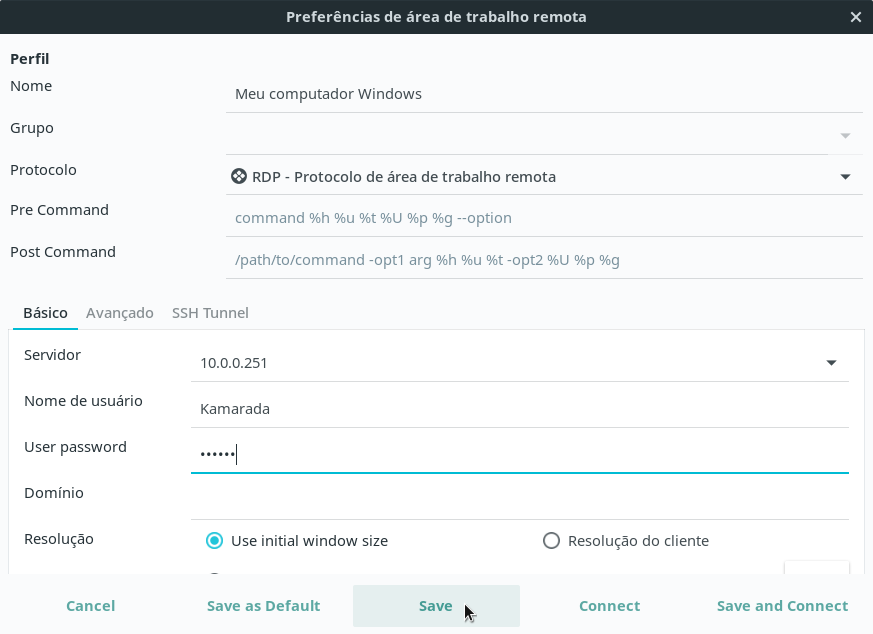 Preferências de área de trabalho remota
Perfil
Nome Meu computador Windows
Grupo
Protocolo RDP - Protocolo de área de trabalho remota
Pre Command command %h %u %t %U %p %g --option
Post Command /path/to/command -opt1 arg %h %u %t -opt2 %U %p %g
Básico Avançado SSH Tunnel
Servidor 10.0.0.251
Nome de usuário Kamarada
User password ••••••
Domínio
Resolução Use initial window size Resolução do cliente
Cancel Save as Default Save Connect Save and Connect